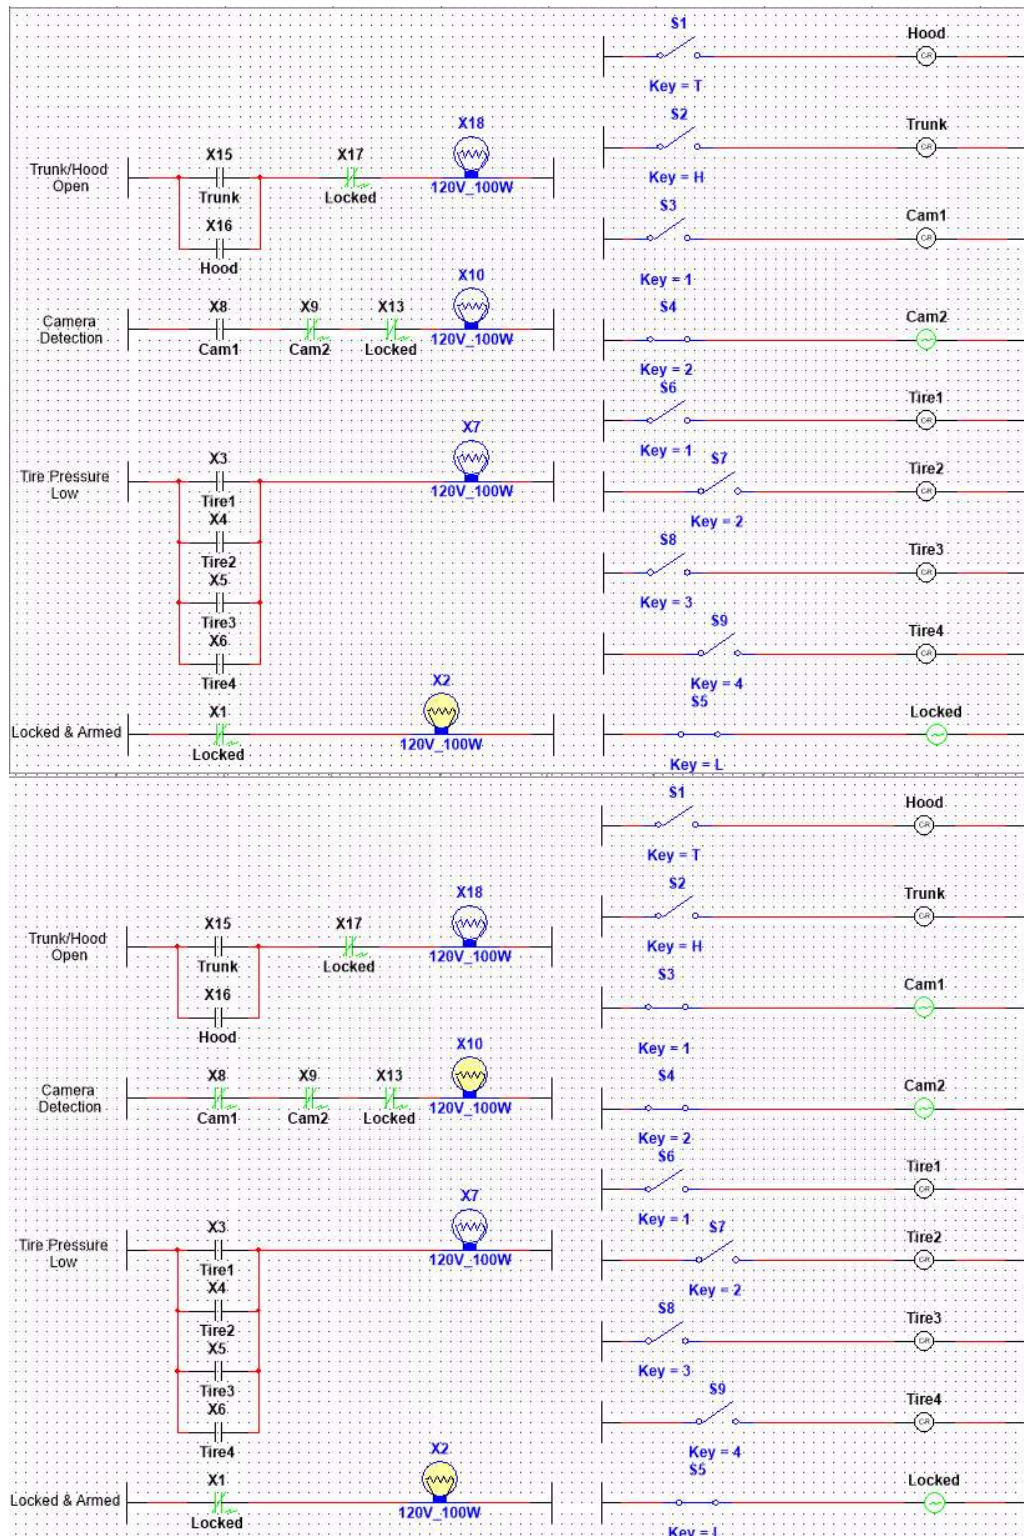 S1
Hood
Key = T
S2
Trunk
X18
X15
X17
Trunk/Hood
Open
120V_100W
Key = H
Trunk
Locked
S3
Cam1
X16
Hood
X10
Key = 1
X8
X9
X13
S4
Cam2
Camera
Detection
120V_100W
Cam1
Cam2
Locked
Key = 2
S6
Tire1
X7
Key = 1
S7
X3
Tire2
Tire Pressure
Low
120V_100W
Tire1
X4
Key = 2
S8
Tire3
Tire2
X5
Key = 3
Tire3
S9
Tire4
X6
X2
Tire4
Key = 4
S5
X1
Locked
Locked & Armed
120V_100W
Locked
Key = L
S1
Hood
Key = T
S2
Trunk
X18
X15
X17
Trunk/Hood
Open
120V_100W
Key = H
Trunk
Locked
S3
Cam1
X16
Hood
X10
Key = 1
X8
X9
X13
S4
Cam2
Camera
Detection
120V_100W
Cam1
Cam2
Locked
Key = 2
S6
Tire1
X7
Key = 1
S7
X3
Tire2
Tire Pressure
Low
120V_100W
Tire1
X4
Key = 2
S8
Tire3
Tire2
X5
Key = 3
Tire3
S9
Tire4
X6
X2
Tire4
Key = 4
S5
X1
Locked
Locked & Armed
120V_100W
Locked
Key = L